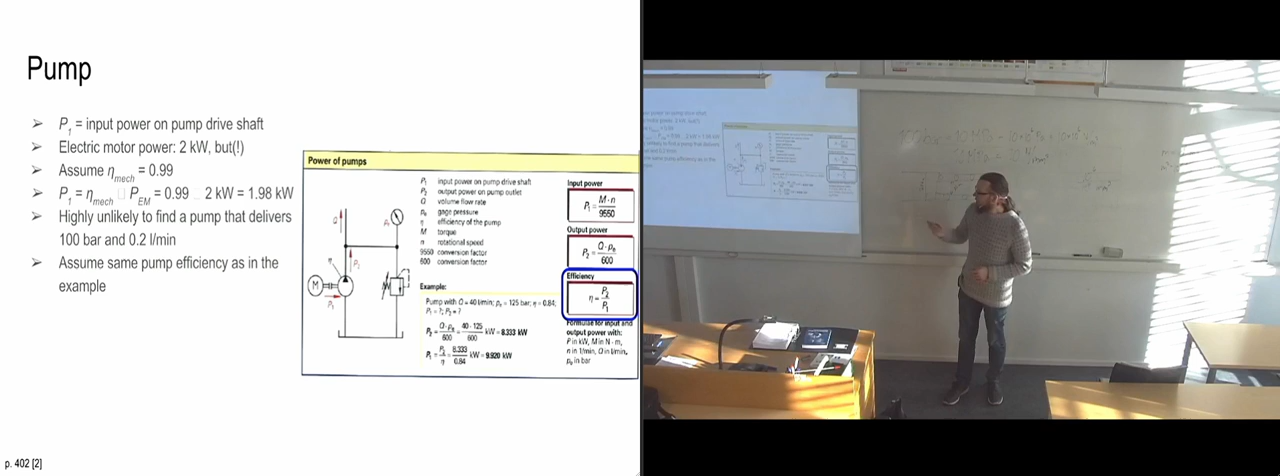 Pump
➢ P₁ = input power on pump drive shaft
➢ Electric motor power: 2 kW, but(!)
➢ Assume η_mech = 0.99
➢ P₁ = η_mech □ P_EM = 0.99 □ 2 kW = 1.98 kW
➢ Highly unlikely to find a pump that delivers
100 bar and 0.2 l/min
➢ Assume same pump efficiency as in the
example
p. 402 [2]
Power of pumps
P₁ input power on pump drive shaft
P₂ output power on pump outlet
Q volume flow rate
pₑ gage pressure
η efficiency of the pump
M torque
n rotational speed
9550 conversion factor
600 conversion factor
Example:
Pump with Q = 40 l/min; pₑ = 125 bar; η = 0.84;
P₁ = ?; P₂ = ?
P₂ = Q · pₑ / 600 = 40 · 125 / 600 kW = 8.333 kW
P₁ = P₂ / η = 8.333 / 0.84 kW = 9.920 kW
Input power
P₁ = M · n / 9550
Output power
P₂ = Q · pₑ / 600
Efficiency
η = P₂ / P₁
Formulae for input and
output power with:
P in kW, M in N · m,
n in 1/min, Q in l/min,
pₑ in bar
Q
pₑ
P₂
η
M
P₁